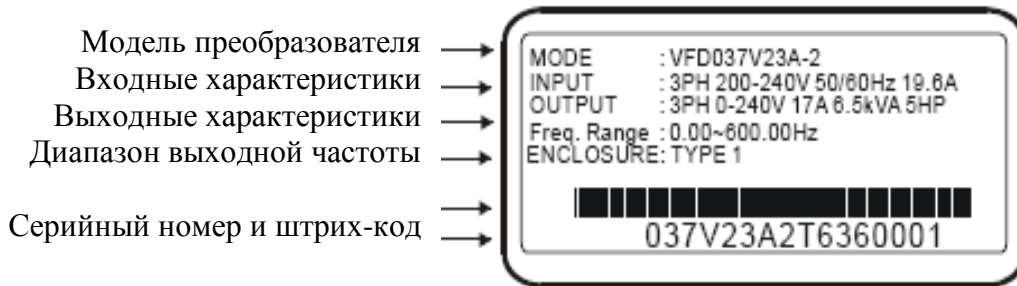 Модель преобразователя
Входные характеристики
Выходные характеристики
Диапазон выходной частоты
Серийный номер и штрих-код
MODE : VFD037V23A-2
INPUT : 3PH 200-240V 50/60Hz 19.6A
OUTPUT : 3PH 0-240V 17A 6.5kVA 5HP
Freq. Range : 0.00~600.00Hz
ENCLOSURE: TYPE 1
037V23A2T6360001